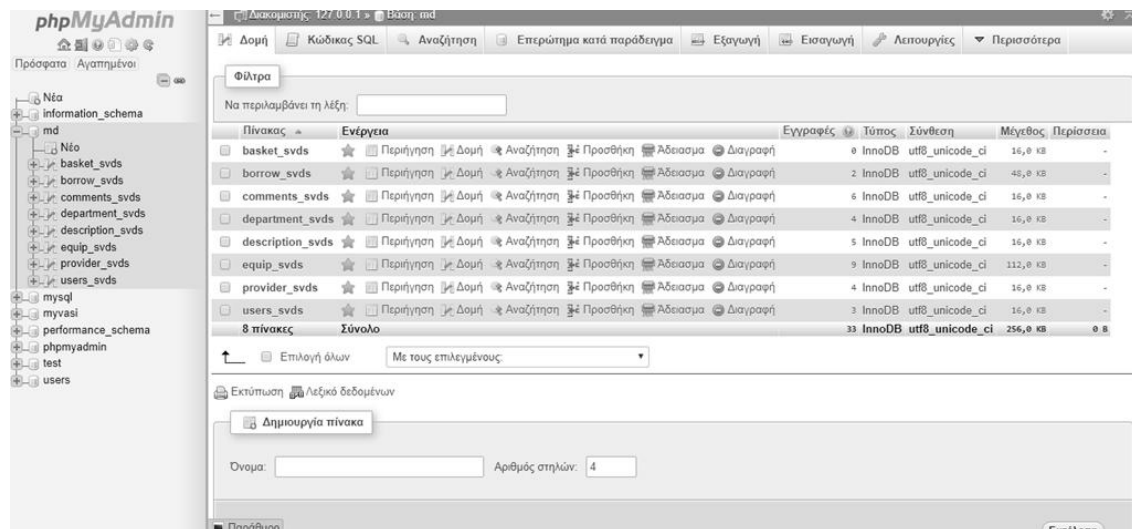 phpMyAdmin
Πρόσφατα Αγαπημένοι
Νέα
information_schema
md
Νέο
basket_svds
borrow_svds
comments_svds
department_svds
description_svds
equip_svds
provider_svds
users_svds
mysql
myvasi
performance_schema
phpmyadmin
test
users
Διακομιστής: 127.0.0.1 » Βάση: md
Δομή Κώδικας SQL Αναζήτηση Επερώτημα κατά παράδειγμα Εξαγωγή Εισαγωγή Λειτουργίες Περισσότερα
Φίλτρα
Να περιλαμβάνει τη λέξη:
Πίνακας Ενέργεια Εγγραφές Τύπος Σύνθεση Μέγεθος Περίσσεια
basket_svds Περιήγηση Δομή Αναζήτηση Προσθήκη Άδειασμα Διαγραφή 0 InnoDB utf8_unicode_ci 16,0 KB -
borrow_svds Περιήγηση Δομή Αναζήτηση Προσθήκη Άδειασμα Διαγραφή 2 InnoDB utf8_unicode_ci 48,0 KB -
comments_svds Περιήγηση Δομή Αναζήτηση Προσθήκη Άδειασμα Διαγραφή 6 InnoDB utf8_unicode_ci 16,0 KB -
department_svds Περιήγηση Δομή Αναζήτηση Προσθήκη Άδειασμα Διαγραφή 4 InnoDB utf8_unicode_ci 16,0 KB -
description_svds Περιήγηση Δομή Αναζήτηση Προσθήκη Άδειασμα Διαγραφή 5 InnoDB utf8_unicode_ci 16,0 KB -
equip_svds Περιήγηση Δομή Αναζήτηση Προσθήκη Άδειασμα Διαγραφή 9 InnoDB utf8_unicode_ci 112,0 KB -
provider_svds Περιήγηση Δομή Αναζήτηση Προσθήκη Άδειασμα Διαγραφή 4 InnoDB utf8_unicode_ci 16,0 KB -
users_svds Περιήγηση Δομή Αναζήτηση Προσθήκη Άδειασμα Διαγραφή 3 InnoDB utf8_unicode_ci 16,0 KB -
8 πίνακες Σύνολο 33 InnoDB utf8_unicode_ci 256,0 KB 0 B
Επιλογή όλων Με τους επιλεγμένους:
Εκτύπωση Λεξικό δεδομένων
Δημιουργία πίνακα
Όνομα: Αριθμός στηλών: 4
Παράθυρο